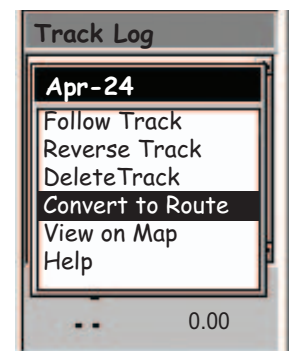 Track Log
Apr-24
Follow Track
Reverse Track
DeleteTrack
Convert to Route
View on Map
Help
- - 0.00